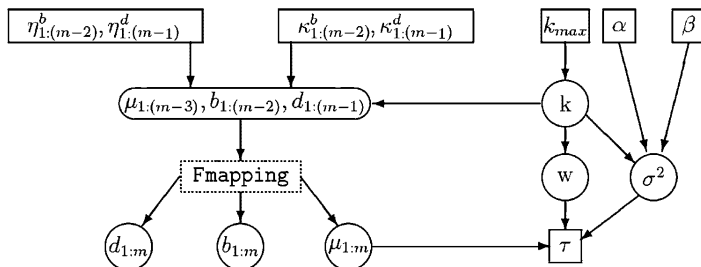 η^b_{1:(m−2)}, η^d_{1:(m−1)} κ^b_{1:(m−2)}, κ^d_{1:(m−1)} k_{max} α β
μ_{1:(m−3)}, b_{1:(m−2)}, d_{1:(m−1)} k
Fmapping w σ^2
d_{1:m} b_{1:m} μ_{1:m} τ